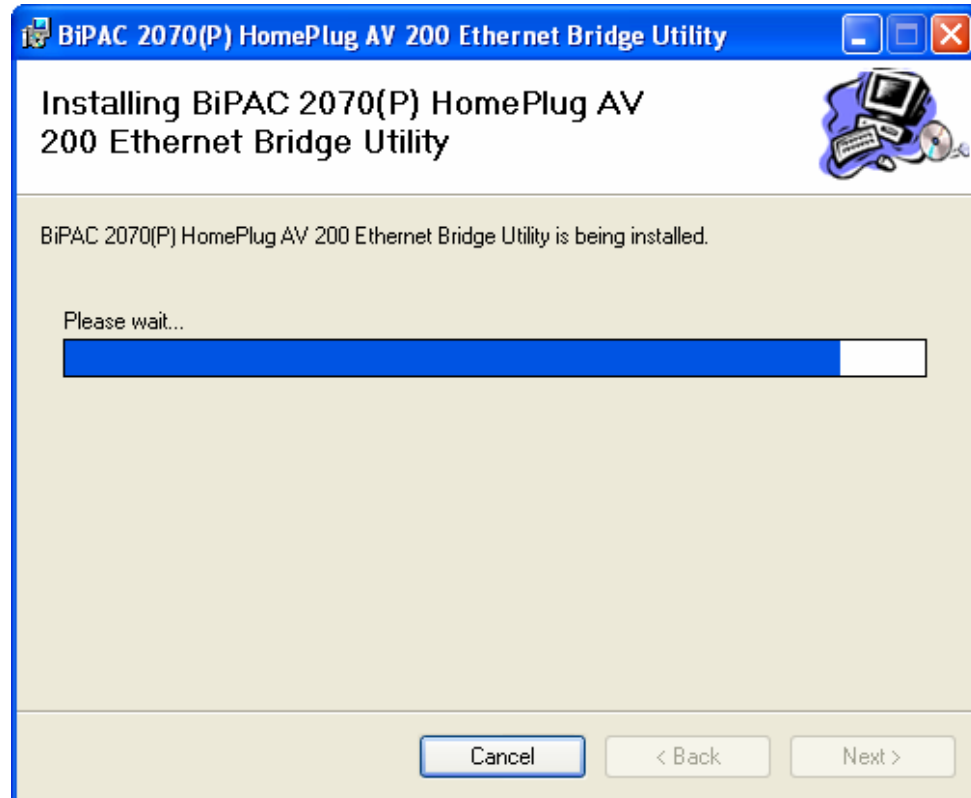 BiPAC 2070(P) HomePlug AV 200 Ethernet Bridge Utility
Installing BiPAC 2070(P) HomePlug AV
200 Ethernet Bridge Utility
BiPAC 2070(P) HomePlug AV 200 Ethernet Bridge Utility is being installed.
Please wait...
Cancel
< Back
Next >